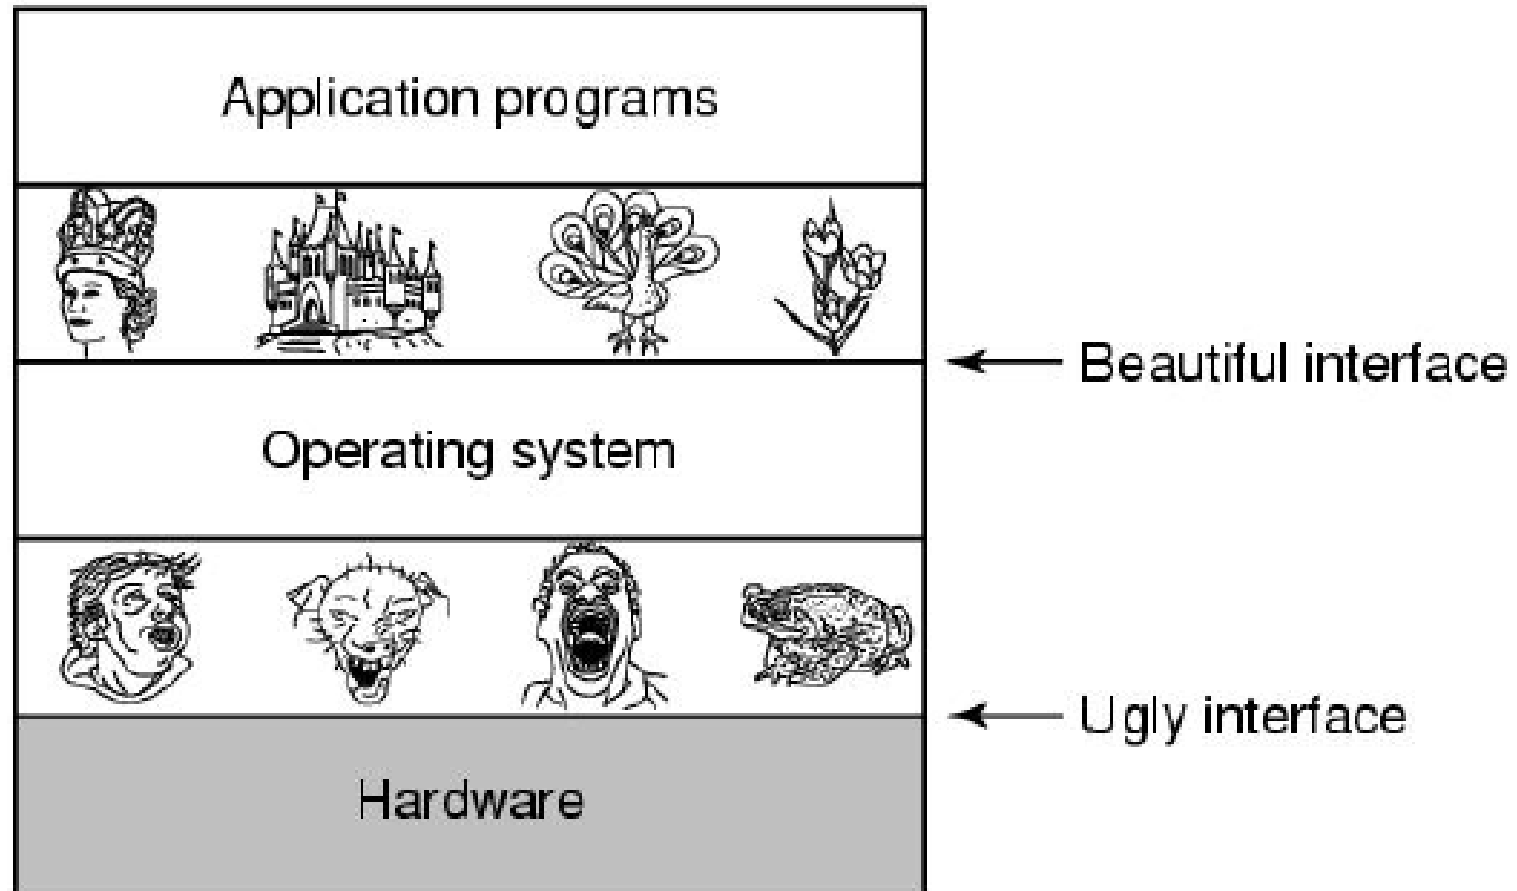 Application programs
Beautiful interface
Operating system
Ugly interface
Hardware